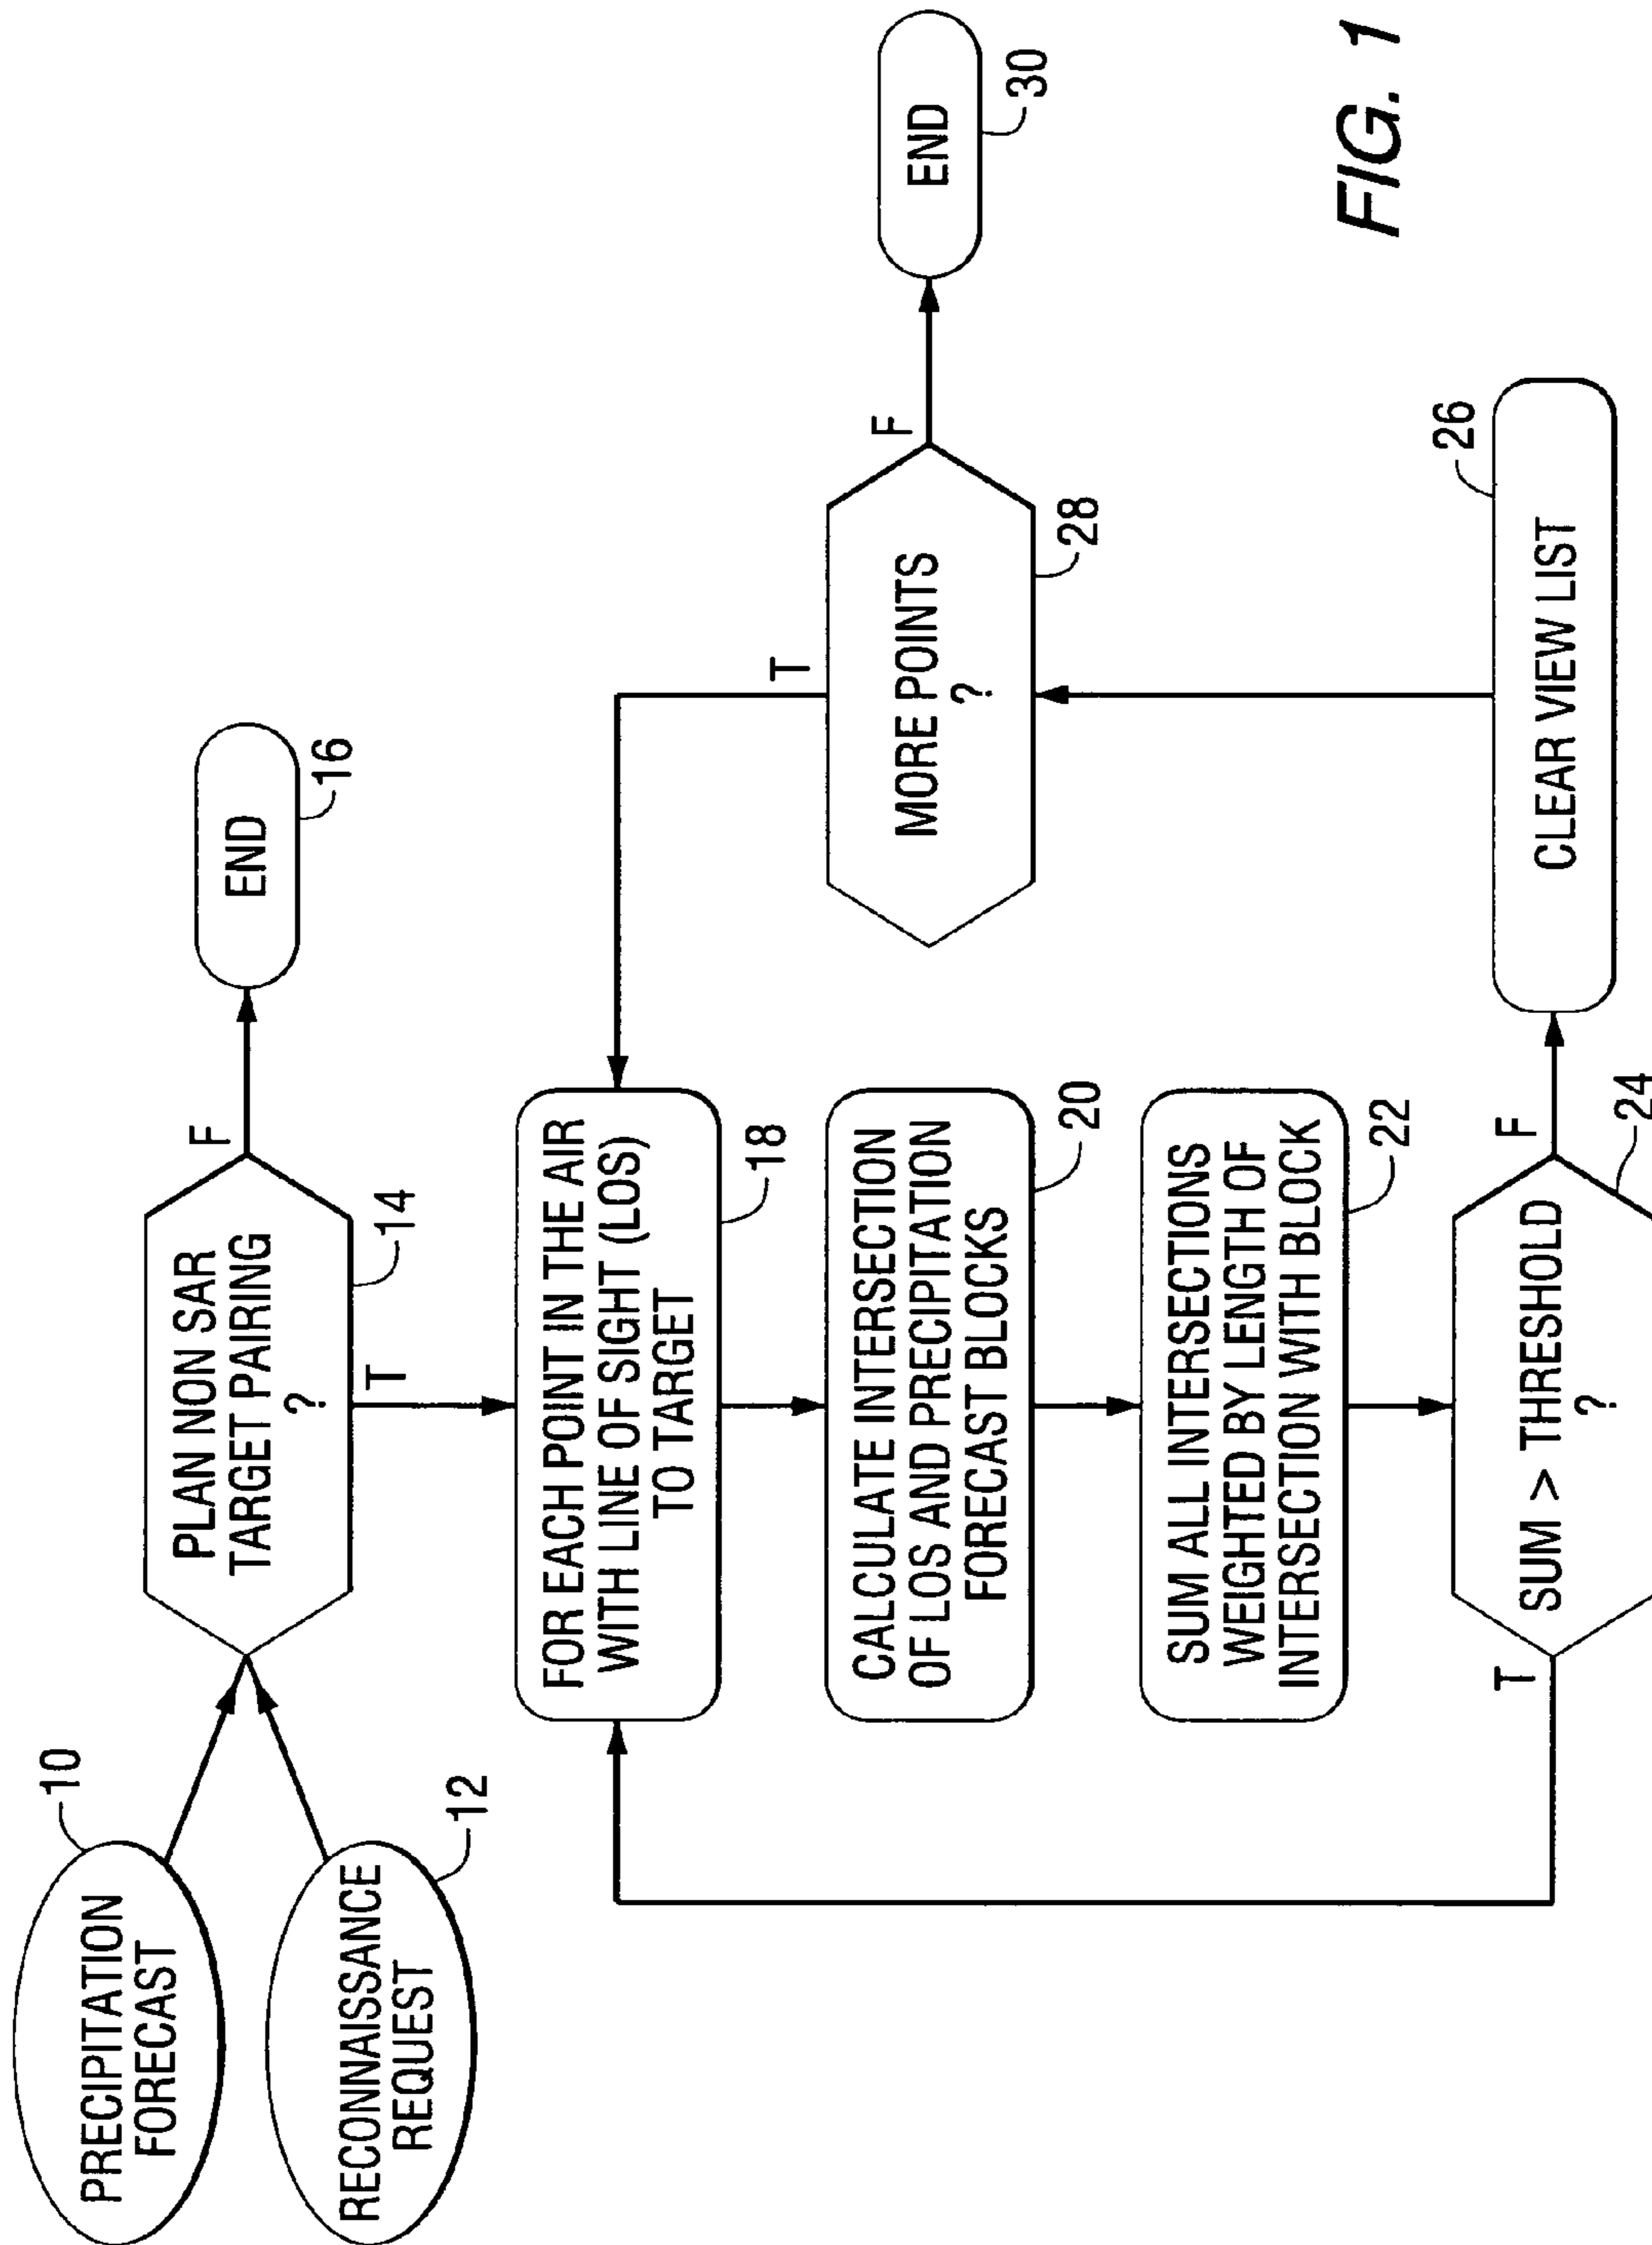 PRECIPITATION
FORECAST
10
RECONNAISSANCE
REQUEST
12
PLAN NON SAR
TARGET PAIRING
?
14
F
T
END
16
FOR EACH POINT IN THE AIR
WITH LINE OF SIGHT (LOS)
TO TARGET
18
CALCULATE INTERSECTION
OF LOS AND PRECIPITATION
FORECAST BLOCKS
20
SUM ALL INTERSECTIONS
WEIGHTED BY LENGTH OF
INTERSECTION WITH BLOCK
22
SUM > THRESHOLD
?
24
T
F
CLEAR VIEW LIST
26
MORE POINTS
?
28
T
F
END
30
FIG. 1